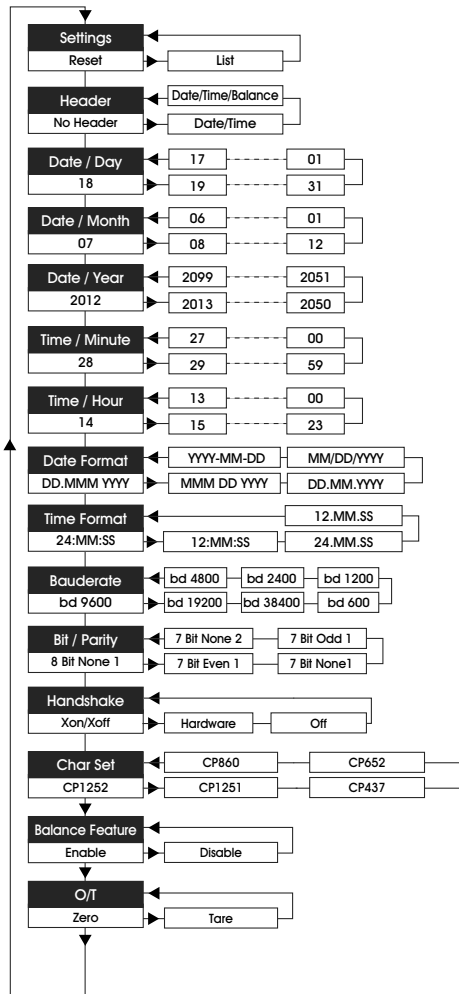 Settings
Reset List
Header Date/Time/Balance
No Header Date/Time
Date / Day 17 01
18 19 31
Date / Month 06 01
07 08 12
Date / Year 2099 2051
2012 2013 2050
Time / Minute 27 00
28 29 59
Time / Hour 13 00
14 15 23
Date Format YYYY-MM-DD MM/DD/YYYY
DD.MMM YYYY MMM DD YYYY DD.MM.YYYY
Time Format 12.MM.SS
24:MM:SS 12:MM:SS 24.MM.SS
Bauderate bd 4800 bd 2400 bd 1200
bd 9600 bd 19200 bd 38400 bd 600
Bit / Parity 7 Bit None 2 7 Bit Odd 1
8 Bit None 1 7 Bit Even 1 7 Bit None1
Handshake
Xon/Xoff Hardware Off
Char Set CP860 CP652
CP1252 CP1251 CP437
Balance Feature
Enable Disable
O/T
Zero Tare